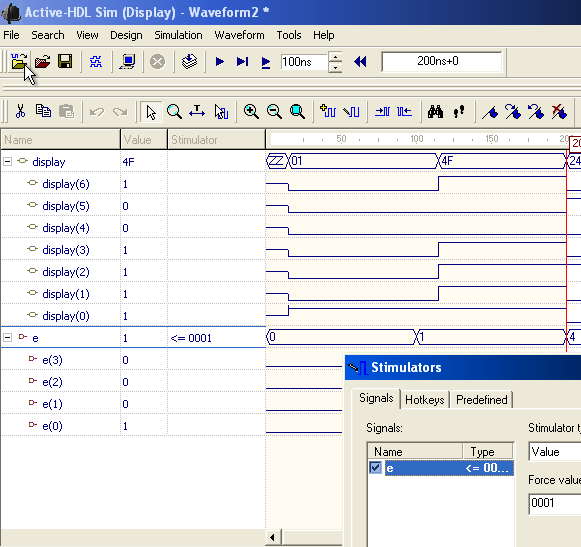 Active-HDL Sim (Display) - Waveform2 *
File Search View Design Simulation Waveform Tools Help
100ns 200ns+0
Name Value Stimulator 50 100 150 20
display 4F ZZ 01 4F 24
display(6) 1
display(5) 0
display(4) 0
display(3) 1
display(2) 1
display(1) 1
display(0) 1
e 1 <= 0001 0 1 4
e(3) 0
e(2) 0
e(1) 0
e(0) 1
Stimulators
Signals Hotkeys Predefined
Signals: Stimulator
Name Type Value
e <= 00...
Force value
0001